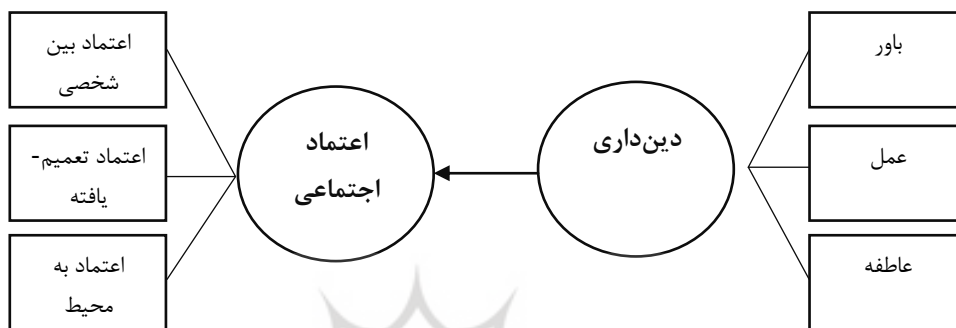 باور
عمل
عاطفه
دین‌داری
اعتماد
اجتماعی
اعتماد بین
شخصی
اعتماد تعمیم-
یافته
اعتماد به
محیط